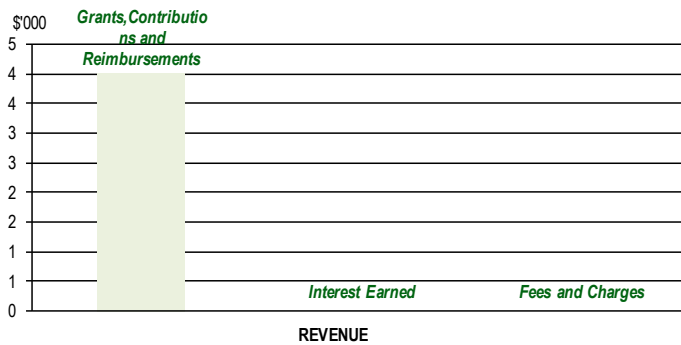 $'000
Grants,Contributio
ns and
Reimbursements
5
4
4
3
3
2
2
1
1
0
Interest Earned
Fees and Charges
REVENUE